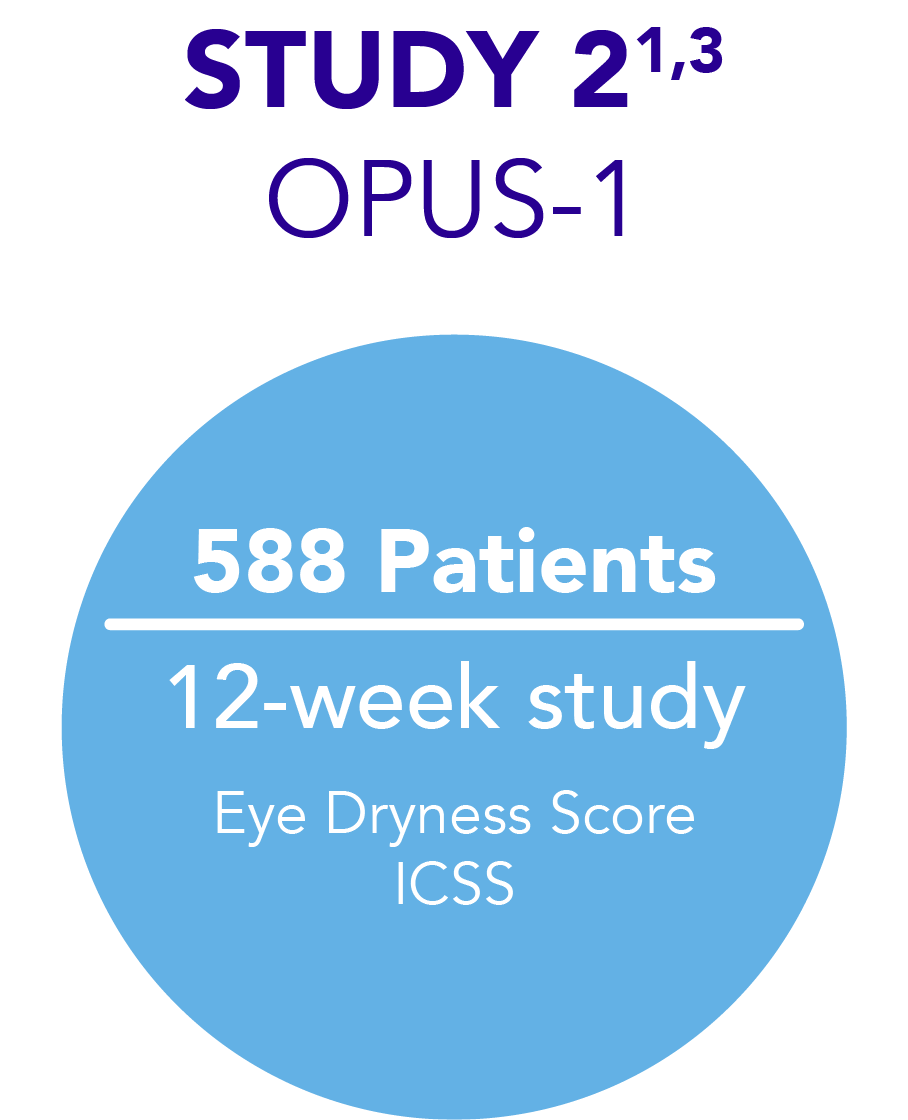 STUDY 2¹,³
OPUS-1
588 Patients
12-week study
Eye Dryness Score
ICSS